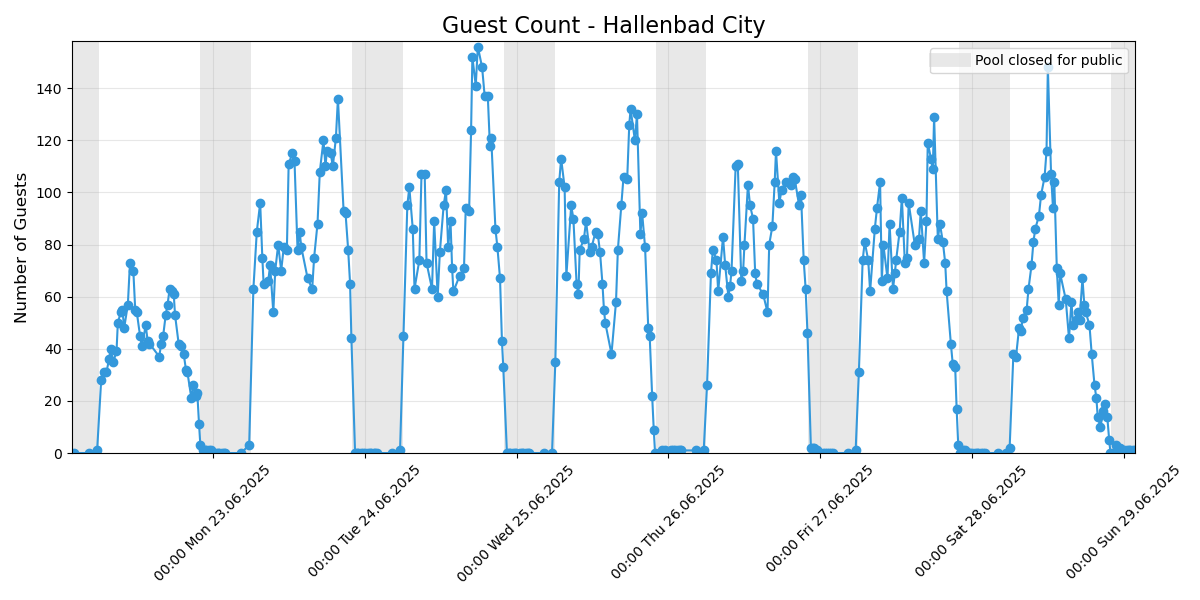 Guest Count - Hallenbad City
Pool closed for public
Number of Guests
140
120
100
80
60
40
20
0
00:00 Mon 23.06.2025
00:00 Tue 24.06.2025
00:00 Wed 25.06.2025
00:00 Thu 26.06.2025
00:00 Fri 27.06.2025
00:00 Sat 28.06.2025
00:00 Sun 29.06.2025